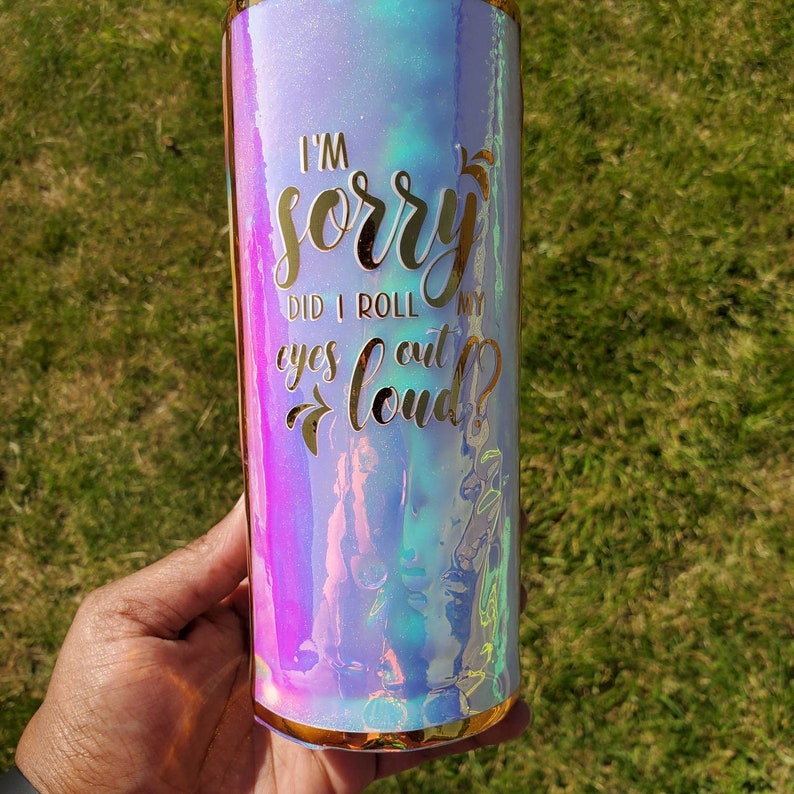 I'M
Sorry
DID I ROLL MY
eyes out
loud?